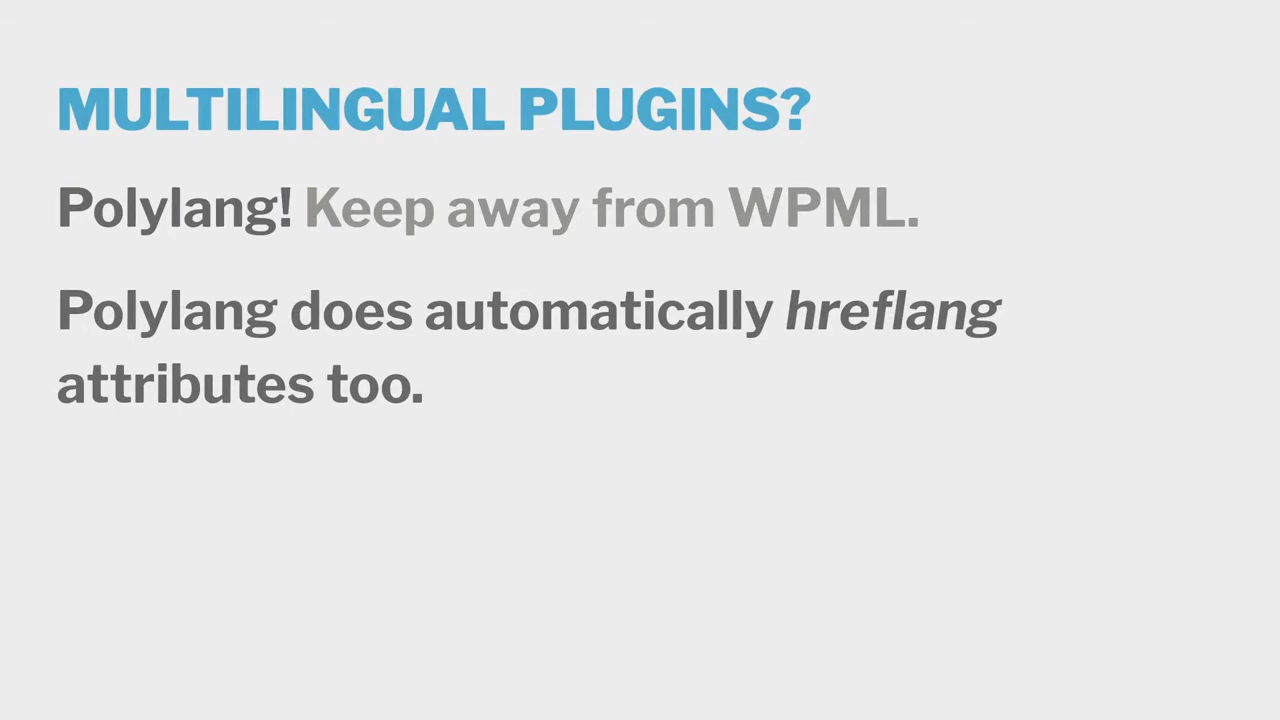 MULTILINGUAL PLUGINS?
Polylang! Keep away from WPML.
Polylang does automatically hreflang
attributes too.